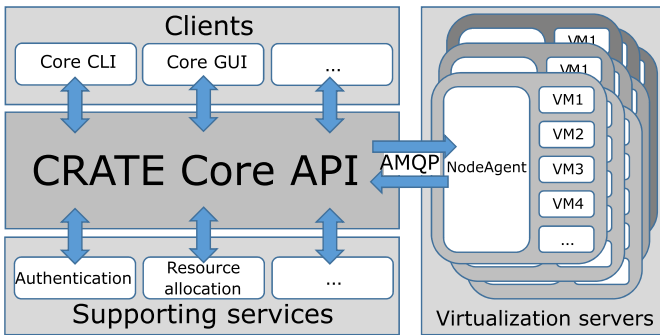 Clients
Core CLI
Core GUI
...
CRATE Core API
AMQP
Authentication
Resource
allocation
...
Supporting services
VM1
VM1
NodeAgent
VM1
VM2
VM3
VM4
...
Virtualization servers